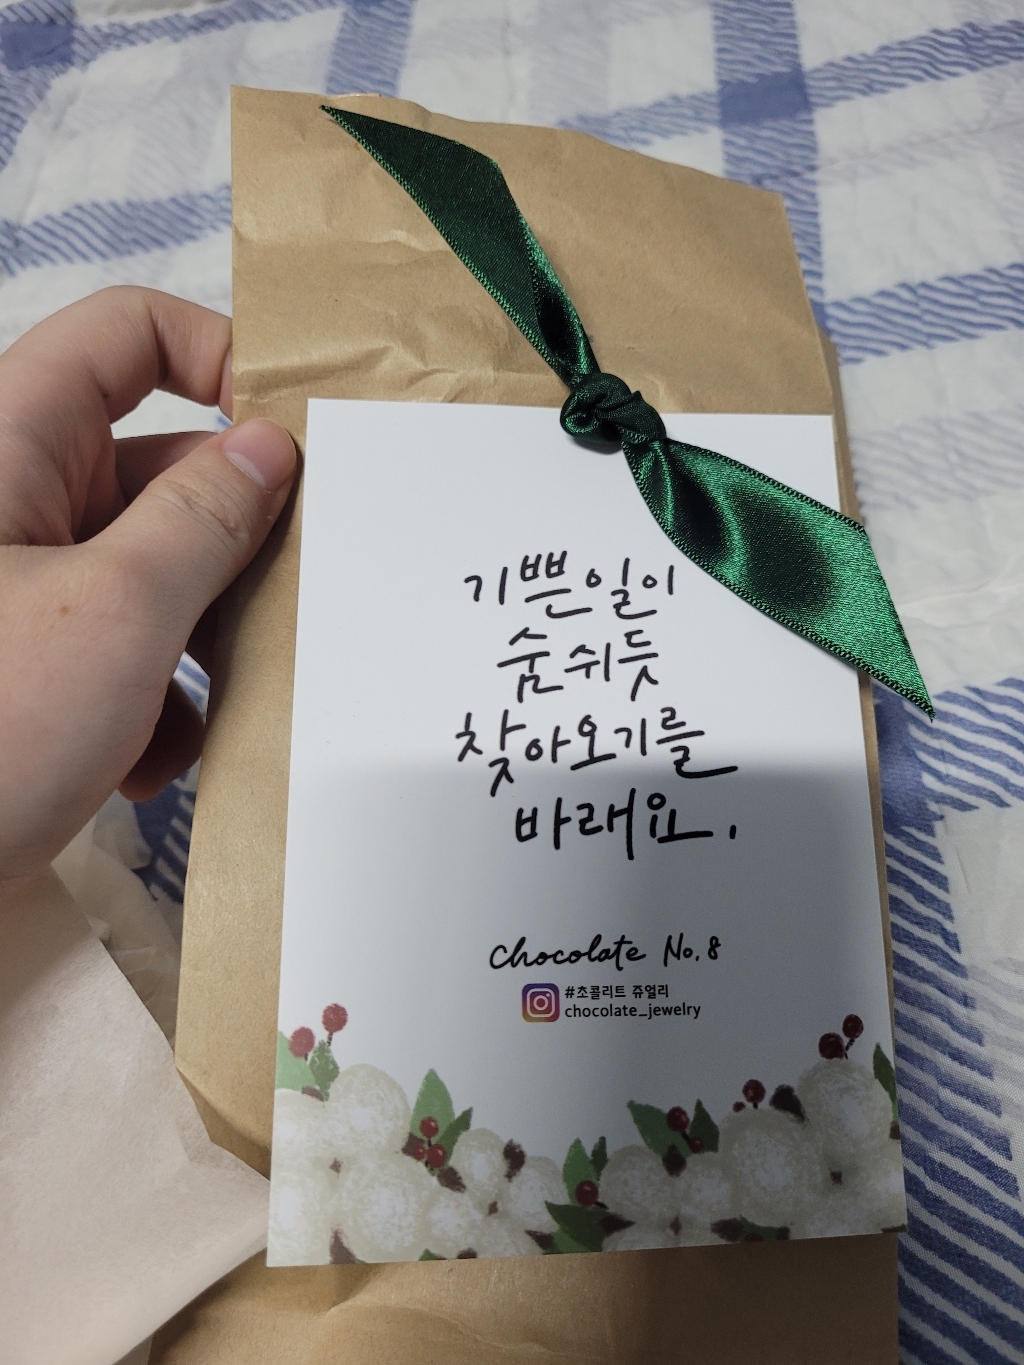 기쁜 일이
숨 쉬듯
찾아오기를
바래요.
Chocolate No.8
#초콜리트 쥬얼리
chocolate_jewelry